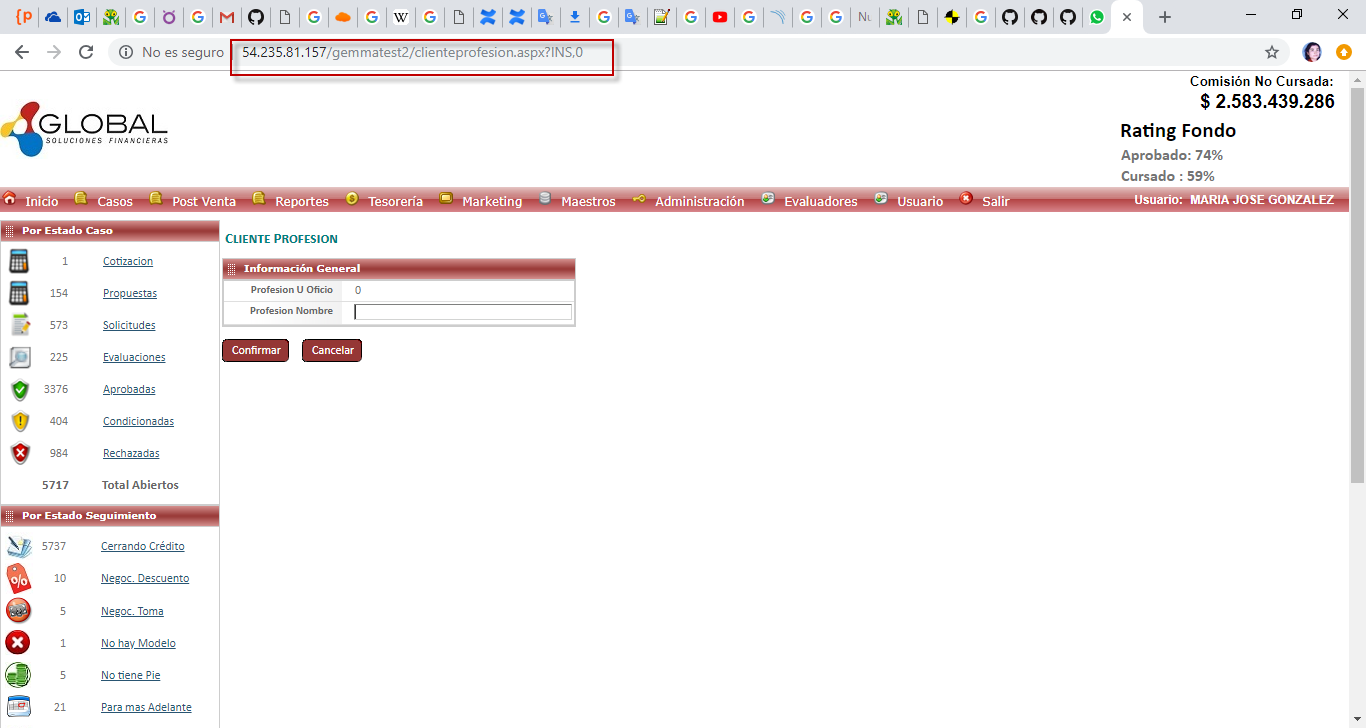 No es seguro
54.235.81.157/gemmatest2/clienteprofesion.aspx?INS,0
Comisión No Cursada:
$ 2.583.439.286
GLOBAL
SOLUCIONES FINANCIERAS
Rating Fondo
Aprobado: 74%
Cursado : 59%
Inicio Casos Post Venta Reportes Tesorería Marketing Maestros Administración Evaluadores Usuario Salir Usuario: MARIA JOSE GONZALEZ
Por Estado Caso
1 Cotizacion
154 Propuestas
573 Solicitudes
225 Evaluaciones
3376 Aprobadas
404 Condicionadas
984 Rechazadas
5717 Total Abiertos
Por Estado Seguimiento
5737 Cerrando Crédito
10 Negoc. Descuento
5 Negoc. Toma
1 No hay Modelo
5 No tiene Pie
21 Para mas Adelante
CLIENTE PROFESION
Información General
Profesion U Oficio 0
Profesion Nombre
Confirmar Cancelar